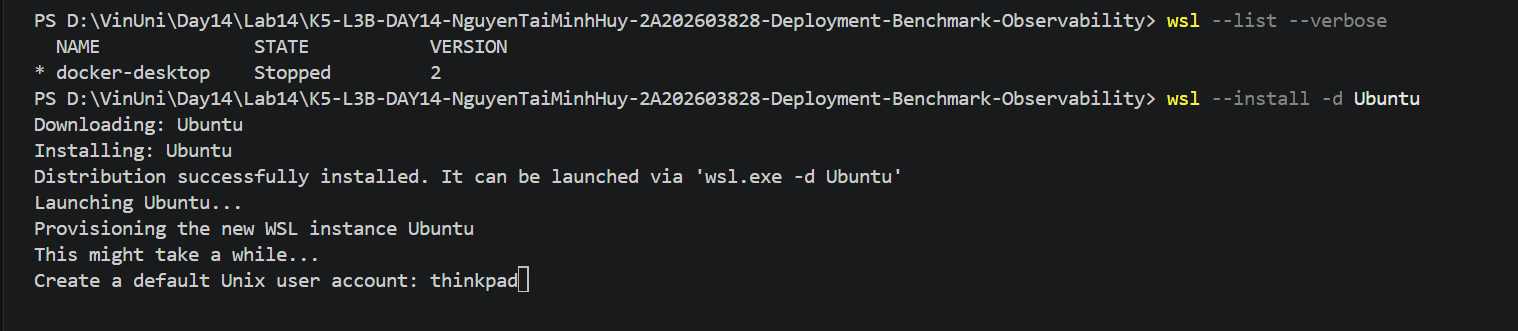 PS D:\VinUni\Day14\Lab14\K5-L3B-DAY14-NguyenTaiMinhHuy-2A202603828-Deployment-Benchmark-Observability> wsl --list --verbose
  NAME              STATE           VERSION
* docker-desktop    Stopped         2
PS D:\VinUni\Day14\Lab14\K5-L3B-DAY14-NguyenTaiMinhHuy-2A202603828-Deployment-Benchmark-Observability> wsl --install -d Ubuntu
Downloading: Ubuntu
Installing: Ubuntu
Distribution successfully installed. It can be launched via 'wsl.exe -d Ubuntu'
Launching Ubuntu...
Provisioning the new WSL instance Ubuntu
This might take a while...
Create a default Unix user account: thinkpad